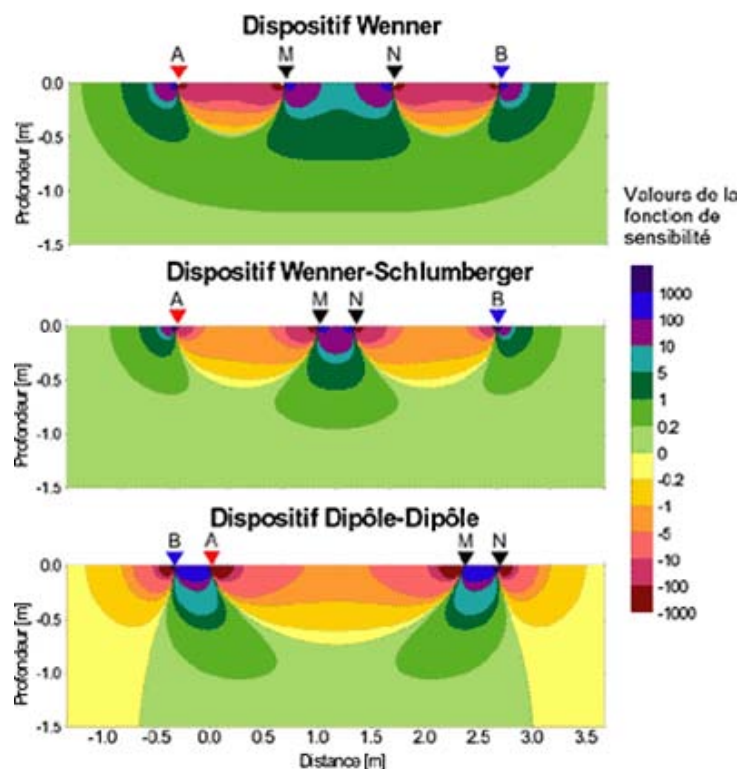 Dispositif Wenner
A M N B
0.0
-0.5
-1.0
-1.5
Profondeur [m]
Dispositif Wenner-Schlumberger
A M N B
0.0
-0.5
-1.0
-1.5
Profondeur [m]
Dispositif Dipôle-Dipôle
B A M N
0.0
-0.5
-1.0
-1.5
Profondeur [m]
-1.0 -0.5 0.0 0.5 1.0 1.5 2.0 2.5 3.0 3.5
Distance [m]
Valours de la
fonction de
sensibilité
1000
100
10
5
1
0.2
0
-0.2
-1
-5
-10
-100
-1000